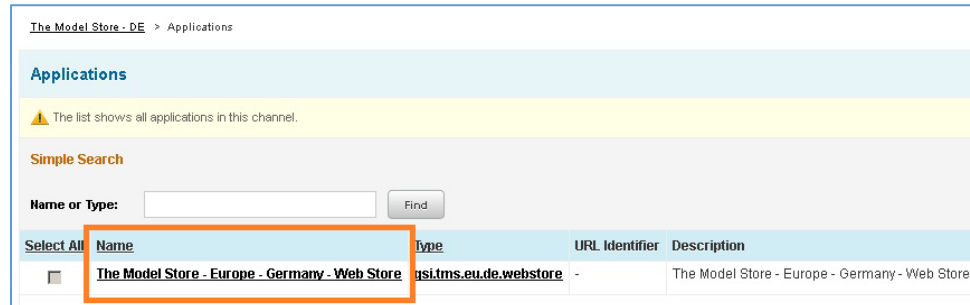 The Model Store - DE > Applications
Applications
The list shows all applications in this channel.
Simple Search
Name or Type: Find
Select All Name Type URL Identifier Description
The Model Store - Europe - Germany - Web Store gsi.tms.eu.de.webstore - The Model Store - Europe - Germany - Web Store